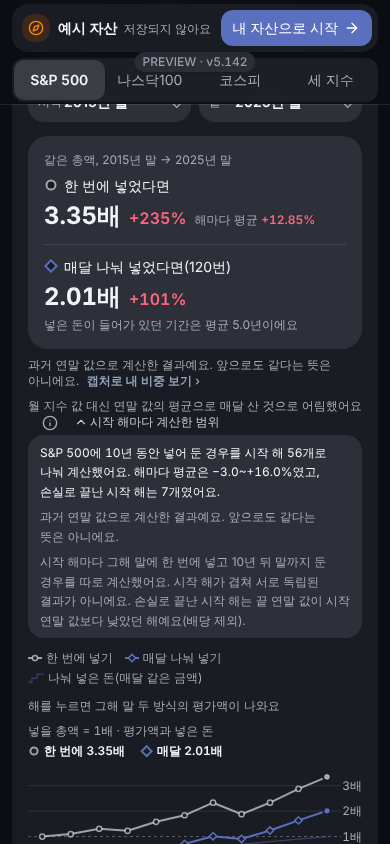 예시 자산 저장되지 않아요 내 자산으로 시작 →
PREVIEW · v5.142
S&P 500 나스닥100 코스피 세 지수
같은 총액, 2015년 말 → 2025년 말
한 번에 넣었다면
3.35배 +235% 해마다 평균 +12.85%
매달 나눠 넣었다면(120번)
2.01배 +101%
넣은 돈이 들어가 있던 기간은 평균 5.0년이에요
과거 연말 값으로 계산한 결과예요. 앞으로도 같다는 뜻은
아니에요. 캡처로 내 비중 보기 ›
월 지수 값 대신 연말 값의 평균으로 매달 산 것으로 어림했어요
시작 해마다 계산한 범위
S&P 500에 10년 동안 넣어 둔 경우를 시작 해 56개로
나눠 계산했어요. 해마다 평균은 −3.0~+16.0%였고,
손실로 끝난 시작 해는 7개였어요.
과거 연말 값으로 계산한 결과예요. 앞으로도 같다는
뜻은 아니에요.
시작 해마다 그해 말에 한 번에 넣고 10년 뒤 말까지 둔
경우를 따로 계산했어요. 시작 해가 겹쳐 서로 독립된
결과가 아니에요. 손실로 끝난 시작 해는 끝 연말 값이 시작
연말 값보다 낮았던 해예요(배당 제외).
한 번에 넣기 매달 나눠 넣기
나눠 넣은 돈(매달 같은 금액)
해를 누르면 그해 말 두 방식의 평가액이 나와요
넣을 총액 = 1배 · 평가액과 넣은 돈
한 번에 3.35배 매달 2.01배
3배
2배
1배